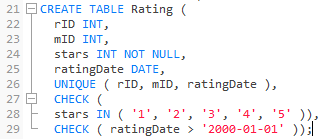 21 CREATE TABLE Rating (
22 rID INT,
23 mID INT,
24 stars INT NOT NULL,
25 ratingDate DATE,
26 UNIQUE ( rID, mID, ratingDate ),
27 CHECK (
28 stars IN ( '1', '2', '3', '4', '5' )),
29 CHECK ( ratingDate > '2000-01-01' ));